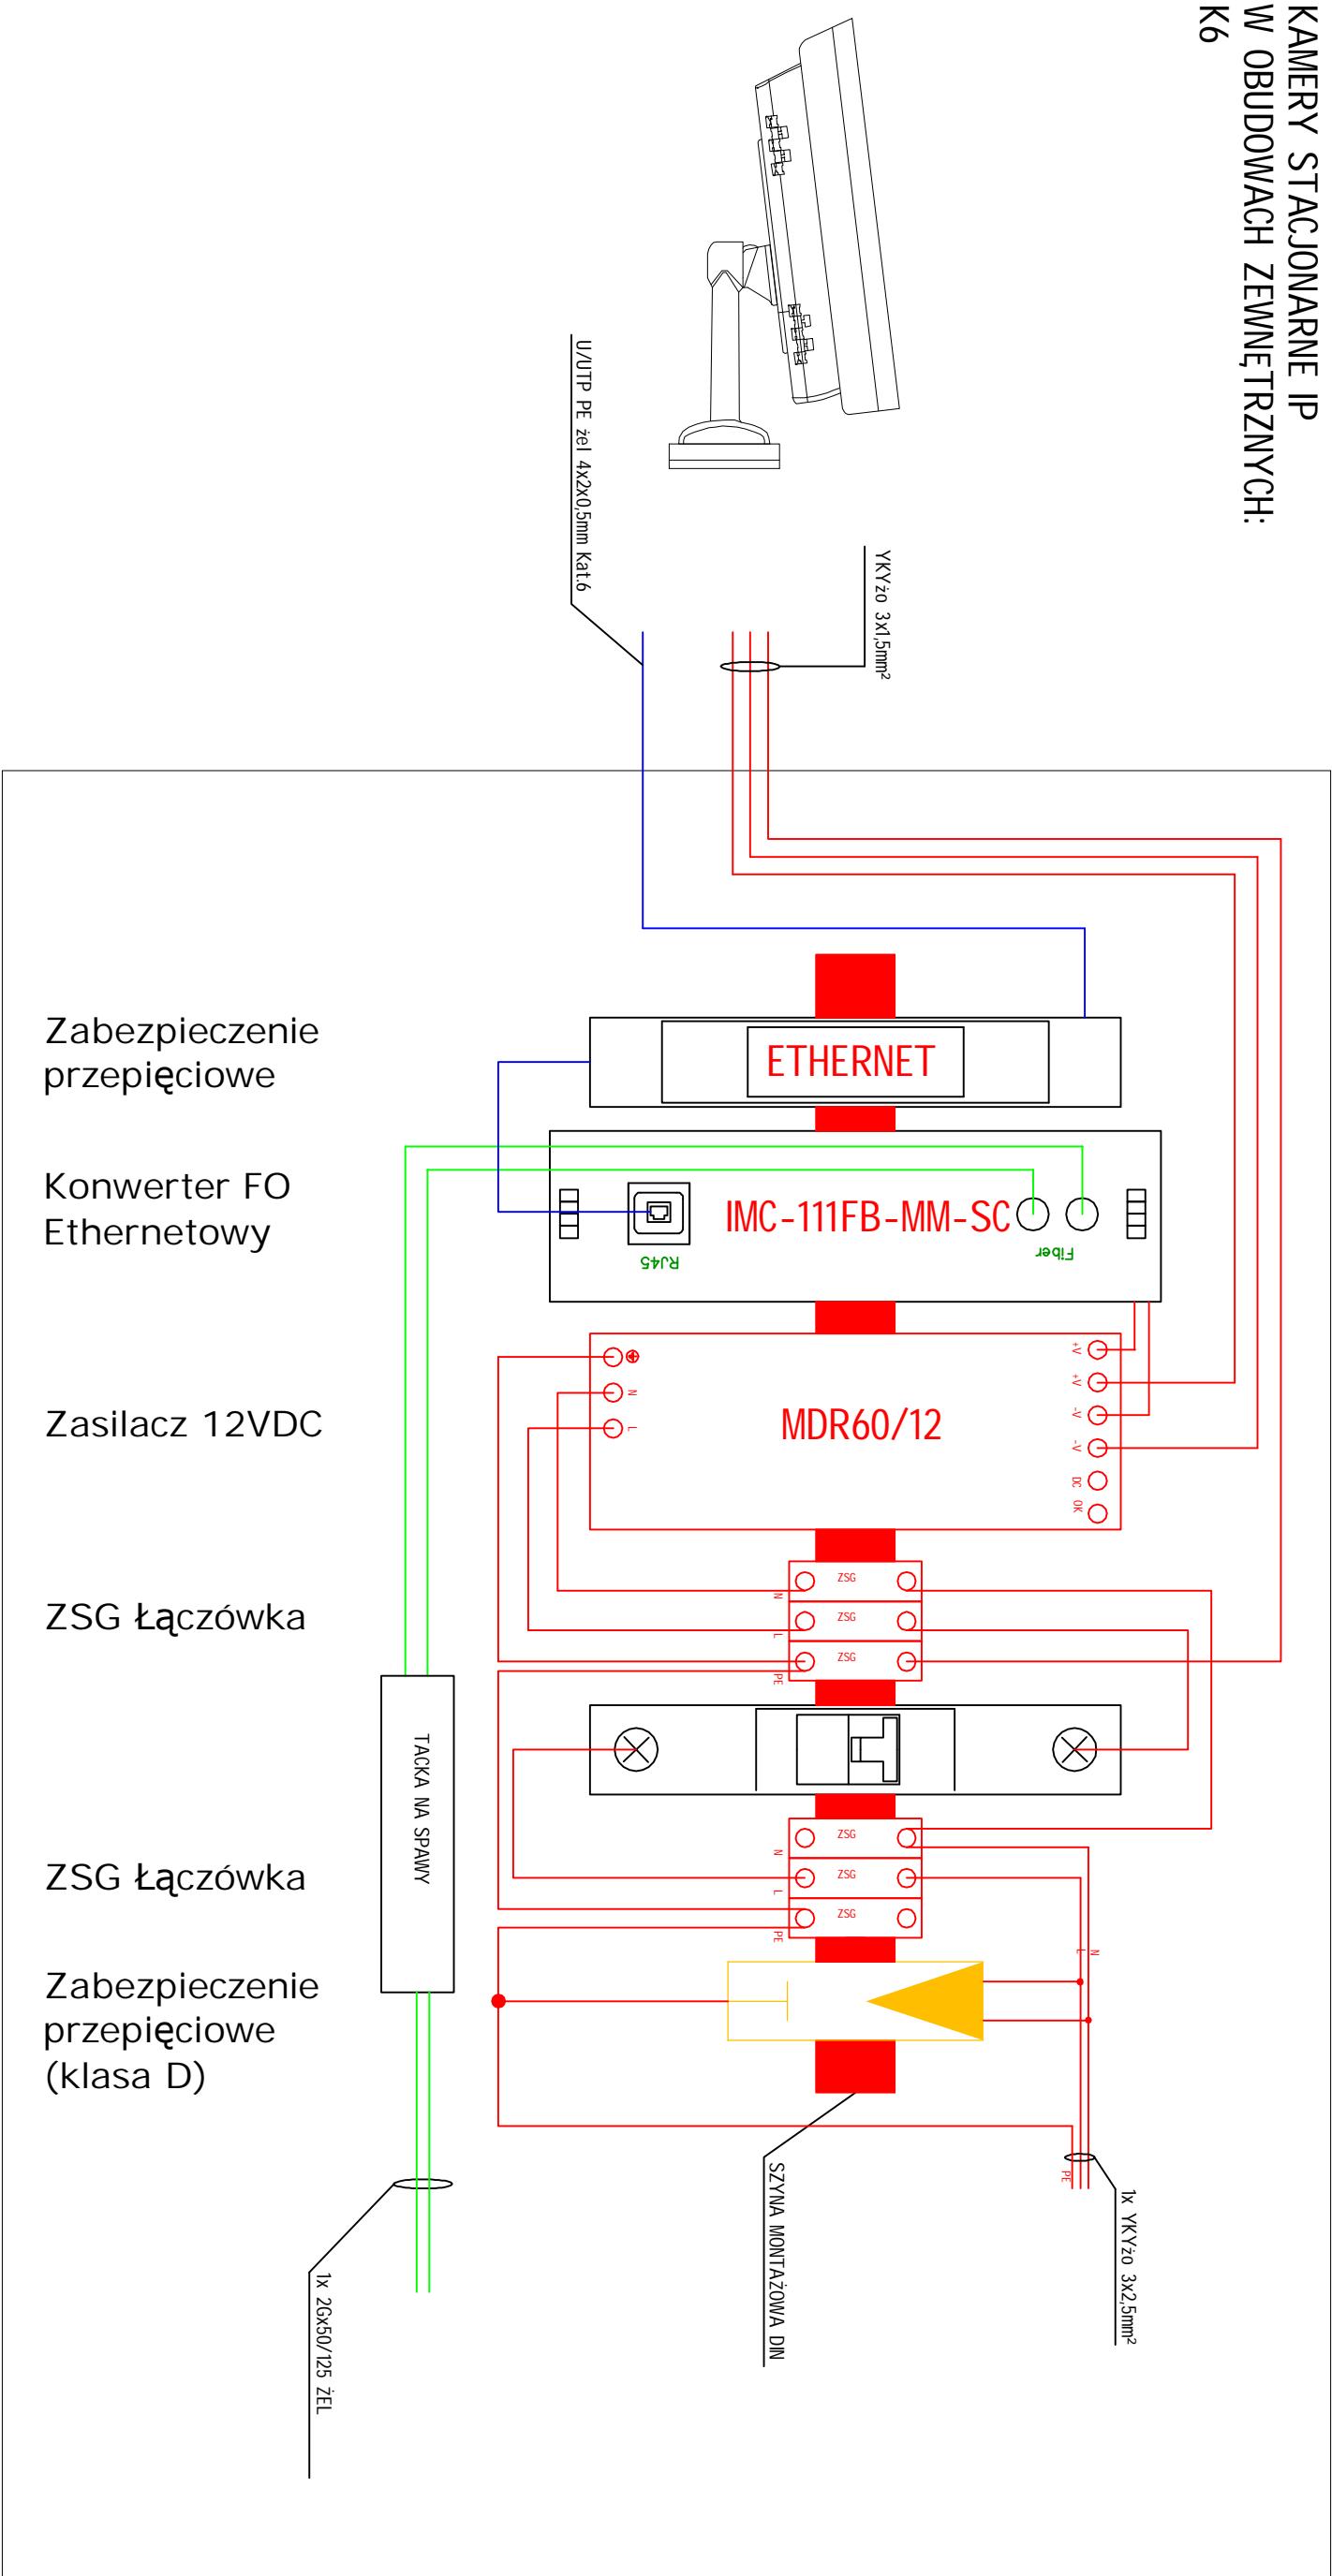 KAMERY STACJONARNE IP
W OBUDOWACH ZEWNĘTRZNYCH:
K6
U/UTP PE żel 4x2x0,5mm Kat.6
YKYżo 3x1,5mm²
Zabezpieczenie
przepięciowe
ETHERNET
Konwerter FO
Ethernetowy
IMC-111FB-MM-SC
RJ45
Fiber
Zasilacz 12VDC
MDR60/12
N
L
+V
+V
-V
-V
DC OK
ZSG Łączówka
ZSG
ZSG
ZSG
N
L
PE
TACKA NA SPAWY
ZSG Łączówka
ZSG
ZSG
ZSG
N
L
PE
N
L
Zabezpieczenie
przepięciowe
(klasa D)
PE
SZYNA MONTAŻOWA DIN
1x YKYżo 3x2,5mm²
1x 2Gx50/125 ŻEL